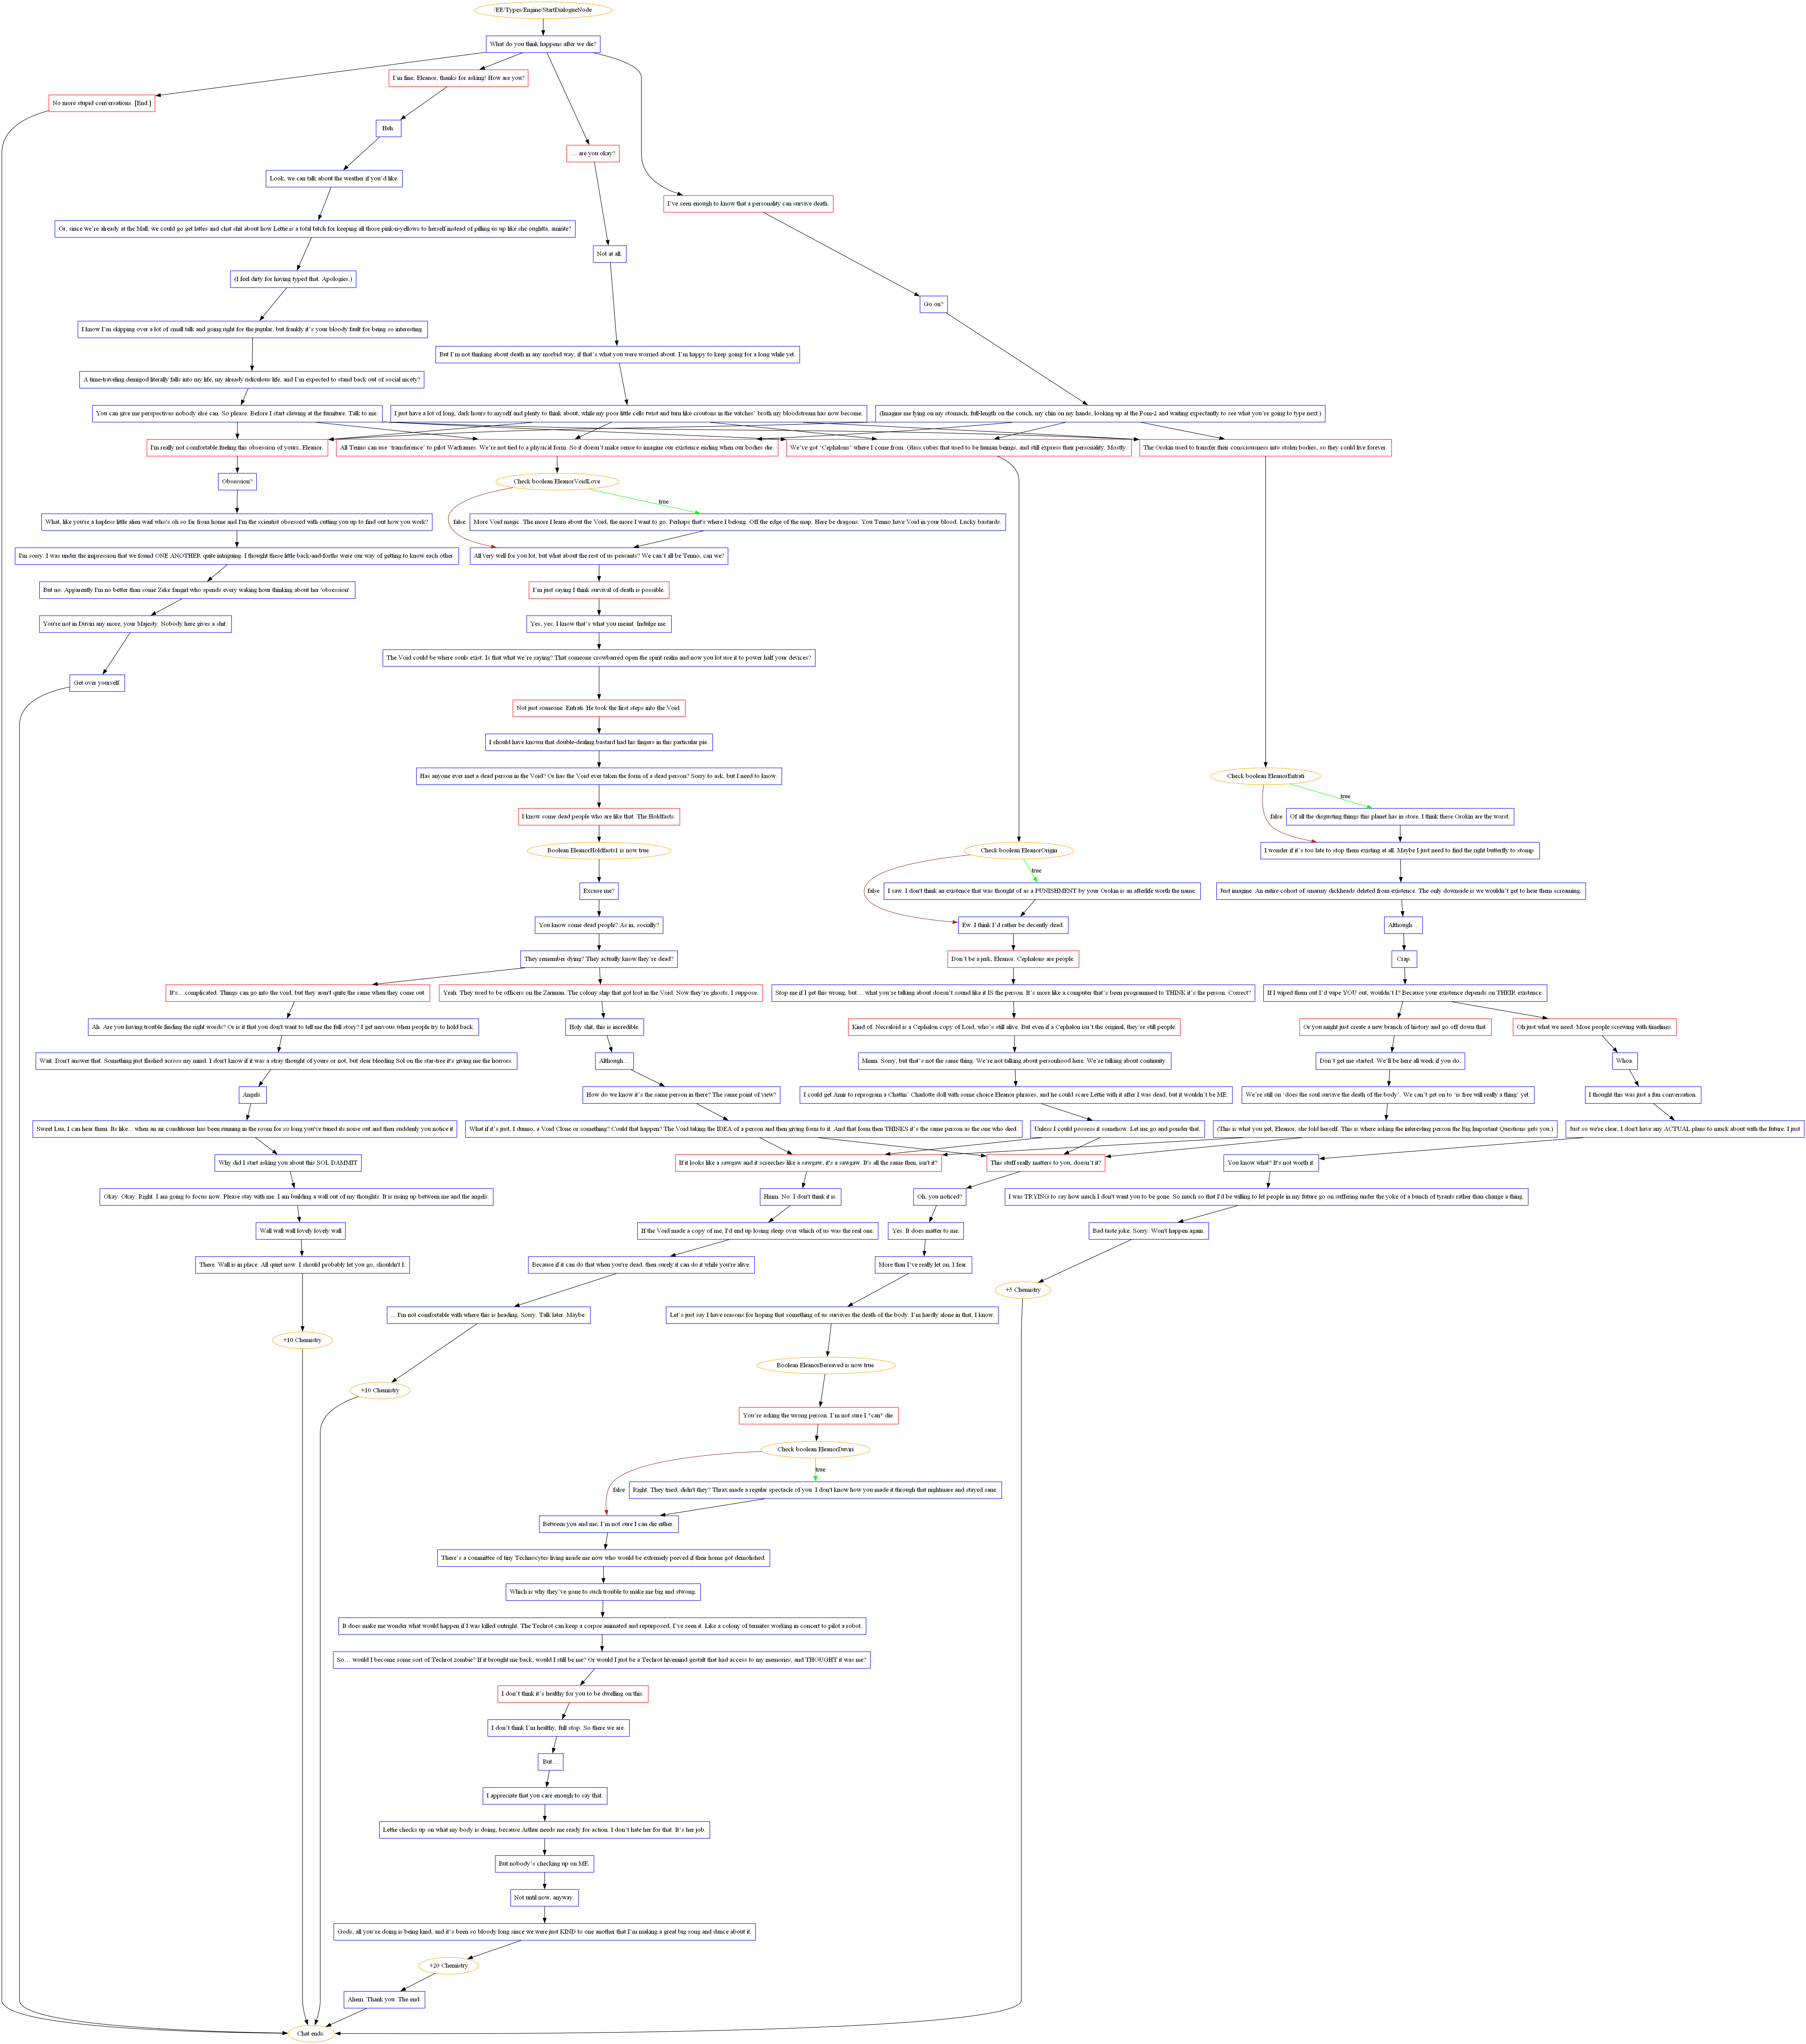 /EE/Types/Engine/StartDialogueNode
What do you think happens after we die?
I'm fine, Eleanor, thanks for asking! How are you?
No more stupid conversations. [End.]
Heh.
… are you okay?
Look, we can talk about the weather if you'd like.
I've seen enough to know that a personality can survive death.
Or, since we're already at the Mall, we could go get lattes and chat shit about how Lettie is a total bitch for keeping all those pink-n-yellows to herself instead of pilling us up like she oughtta, amirite?
Not at all.
(I feel dirty for having typed that. Apologies.)
Go on?
I know I'm skipping over a lot of small talk and going right for the jugular, but frankly it's your bloody fault for being so interesting.
But I'm not thinking about death in any morbid way, if that's what you were worried about. I'm happy to keep going for a long while yet.
A time-traveling demigod literally falls into my life, my already ridiculous life, and I'm expected to stand back out of social nicety?
You can give me perspectives nobody else can. So please. Before I start clawing at the furniture. Talk to me.
I just have a lot of long, dark hours to myself and plenty to think about, while my poor little cells twist and turn like croutons in the witches' broth my bloodstream has now become.
(Imagine me lying on my stomach, full-length on the couch, my chin on my hands, looking up at the Pom-2 and waiting expectantly to see what you're going to type next.)
I'm really not comfortable fueling this obsession of yours, Eleanor.
All Tenno can use 'transference' to pilot Warframes. We're not tied to a physical form. So it doesn't make sense to imagine our existence ending when our bodies die.
We've got 'Cephalons' where I come from. Glass cubes that used to be human beings, and still express their personality. Mostly.
The Orokin used to transfer their consciousness into stolen bodies, so they could live forever.
Obsession?
Check boolean EleanorVoidLove
true
false
What, like you're a hapless little alien waif who's oh so far from home and I'm the scientist obsessed with cutting you up to find out how you work?
More Void magic. The more I learn about the Void, the more I want to go. Perhaps that's where I belong. Off the edge of the map. Here be dragons. You Tenno have Void in your blood. Lucky bastards.
I'm sorry. I was under the impression that we found ONE ANOTHER quite intriguing. I thought these little back-and-forths were our way of getting to know each other.
All very well for you lot, but what about the rest of us peasants? We can't all be Tenno, can we?
But no. Apparently I'm no better than some Zeke fangirl who spends every waking hour thinking about her 'obsession'.
I'm just saying I think survival of death is possible.
You're not in Duviri any more, your Majesty. Nobody here gives a shit.
Yes, yes, I know that's what you meant. Indulge me.
The Void could be where souls exist. Is that what we're saying? That someone crowbarred open the spirit realm and now you lot use it to power half your devices?
Get over yourself.
Not just someone. Entrati. He took the first steps into the Void.
I should have known that double-dealing bastard had his fingers in this particular pie.
Has anyone ever met a dead person in the Void? Or has the Void ever taken the form of a dead person? Sorry to ask, but I need to know.
Check boolean EleanorEntrati
true
false
I know some dead people who are like that. The Holdfasts.
Of all the disgusting things this planet has in store, I think these Orokin are the worst.
Boolean EleanorHoldfasts1 is now true.
Check boolean EleanorOrigin
I wonder if it's too late to stop them existing at all. Maybe I just need to find the right butterfly to stomp.
true
false
Excuse me?
I saw. I don't think an existence that was thought of as a PUNISHMENT by your Orokin is an afterlife worth the name.
Just imagine. An entire cohort of smarmy dickheads deleted from existence. The only downside is we wouldn't get to hear them screaming.
You know some dead people? As in, socially?
Ew. I think I'd rather be decently dead.
Although…
They remember dying? They actually know they're dead?
Don't be a jerk, Eleanor. Cephalons are people.
Crap.
It's... complicated. Things can go into the void, but they aren't quite the same when they come out.
Yeah. They used to be officers on the Zariman. The colony ship that got lost in the Void. Now they're ghosts, I suppose.
Stop me if I get this wrong, but… what you're talking about doesn't sound like it IS the person. It's more like a computer that's been programmed to THINK it's the person. Correct?
If I wiped them out I'd wipe YOU out, wouldn't I? Because your existence depends on THEIR existence.
Ah. Are you having trouble finding the right words? Or is it that you don't want to tell me the full story? I get nervous when people try to hold back.
Holy shit, this is incredible.
Kind of. Necraloid is a Cephalon copy of Loid, who's still alive. But even if a Cephalon isn't the original, they're still people.
Or you might just create a new branch of history and go off down that.
Oh just what we need. More people screwing with timelines.
Wait. Don't answer that. Something just flashed across my mind. I don't know if it was a stray thought of yours or not, but dear bleeding Sol on the star-tree it's giving me the horrors.
Although…
Mmm. Sorry, but that's not the same thing. We're not talking about personhood here. We're talking about continuity.
Don't get me started. We'll be here all week if you do.
Whoa.
Angels.
How do we know it's the same person in there? The same point of view?
I could get Amir to reprogram a Chattin' Charlotte doll with some choice Eleanor phrases, and he could scare Lettie with it after I was dead, but it wouldn't be ME.
We're still on 'does the soul survive the death of the body'. We can't get on to 'is free will really a thing' yet.
I thought this was just a fun conversation.
Sweet Lua, I can hear them. Its like... when an air conditioner has been running in the room for so long you've tuned its noise out and then suddenly you notice it
What if it's just, I dunno, a Void Clone or something? Could that happen? The Void taking the IDEA of a person and then giving form to it. And that form then THINKS it's the same person as the one who died.
Unless I could possess it somehow. Let me go and ponder that.
(This is what you get, Eleanor, she told herself. This is where asking the interesting person the Big Important Questions gets you.)
Just so we're clear, I don't have any ACTUAL plans to muck about with the future. I just
Why did I start asking you about this SOL DAMMIT
If it looks like a sawgaw and it screeches like a sawgaw, it's a sawgaw. It's all the same then, isn't it?
This stuff really matters to you, doesn't it?
You know what? It's not worth it.
Okay. Okay. Right. I am going to focus now. Please stay with me. I am building a wall out of my thoughts. It is rising up between me and the angels.
Hmm. No. I don't think it is.
Oh, you noticed?
I was TRYING to say how much I don't want you to be gone. So much so that I'd be willing to let people in my future go on suffering under the yoke of a bunch of tyrants rather than change a thing.
Wall wall wall lovely lovely wall
If the Void made a copy of me, I'd end up losing sleep over which of us was the real one.
Yes. It does matter to me.
Bad taste joke. Sorry. Won't happen again.
There. Wall is in place. All quiet now. I should probably let you go, shouldn't I.
Because if it can do that when you're dead, then surely it can do it while you're alive.
More than I've really let on, I fear.
+5 Chemistry
... I'm not comfortable with where this is heading. Sorry. Talk later. Maybe.
Let's just say I have reasons for hoping that something of us survives the death of the body. I'm hardly alone in that, I know.
+10 Chemistry
Boolean EleanorBereaved is now true.
+10 Chemistry
You're asking the wrong person. I'm not sure I *can* die.
Check boolean EleanorDuviri
true
false
Right. They tried, didn't they? Thrax made a regular spectacle of you. I don't know how you made it through that nightmare and stayed sane.
Between you and me, I'm not sure I can die either.
There's a committee of tiny Technocytes living inside me now who would be extremely peeved if their home got demolished.
Which is why they've gone to such trouble to make me big and stwong.
It does make me wonder what would happen if I was killed outright. The Techrot can keep a corpse animated and repurposed. I've seen it. Like a colony of termites working in concert to pilot a robot.
So… would I become some sort of Techrot zombie? If it brought me back, would I still be me? Or would I just be a Techrot hivemind gestalt that had access to my memories, and THOUGHT it was me?
I don't think it's healthy for you to be dwelling on this.
I don't think I'm healthy, full stop. So there we are.
But…
I appreciate that you care enough to say that.
Lettie checks up on what my body is doing, because Arthur needs me ready for action. I don't hate her for that. It's her job.
But nobody's checking up on ME.
Not until now, anyway.
Gods, all you're doing is being kind, and it's been so bloody long since we were just KIND to one another that I'm making a great big song and dance about it.
+20 Chemistry
Ahem. Thank you. The end.
Chat ends.